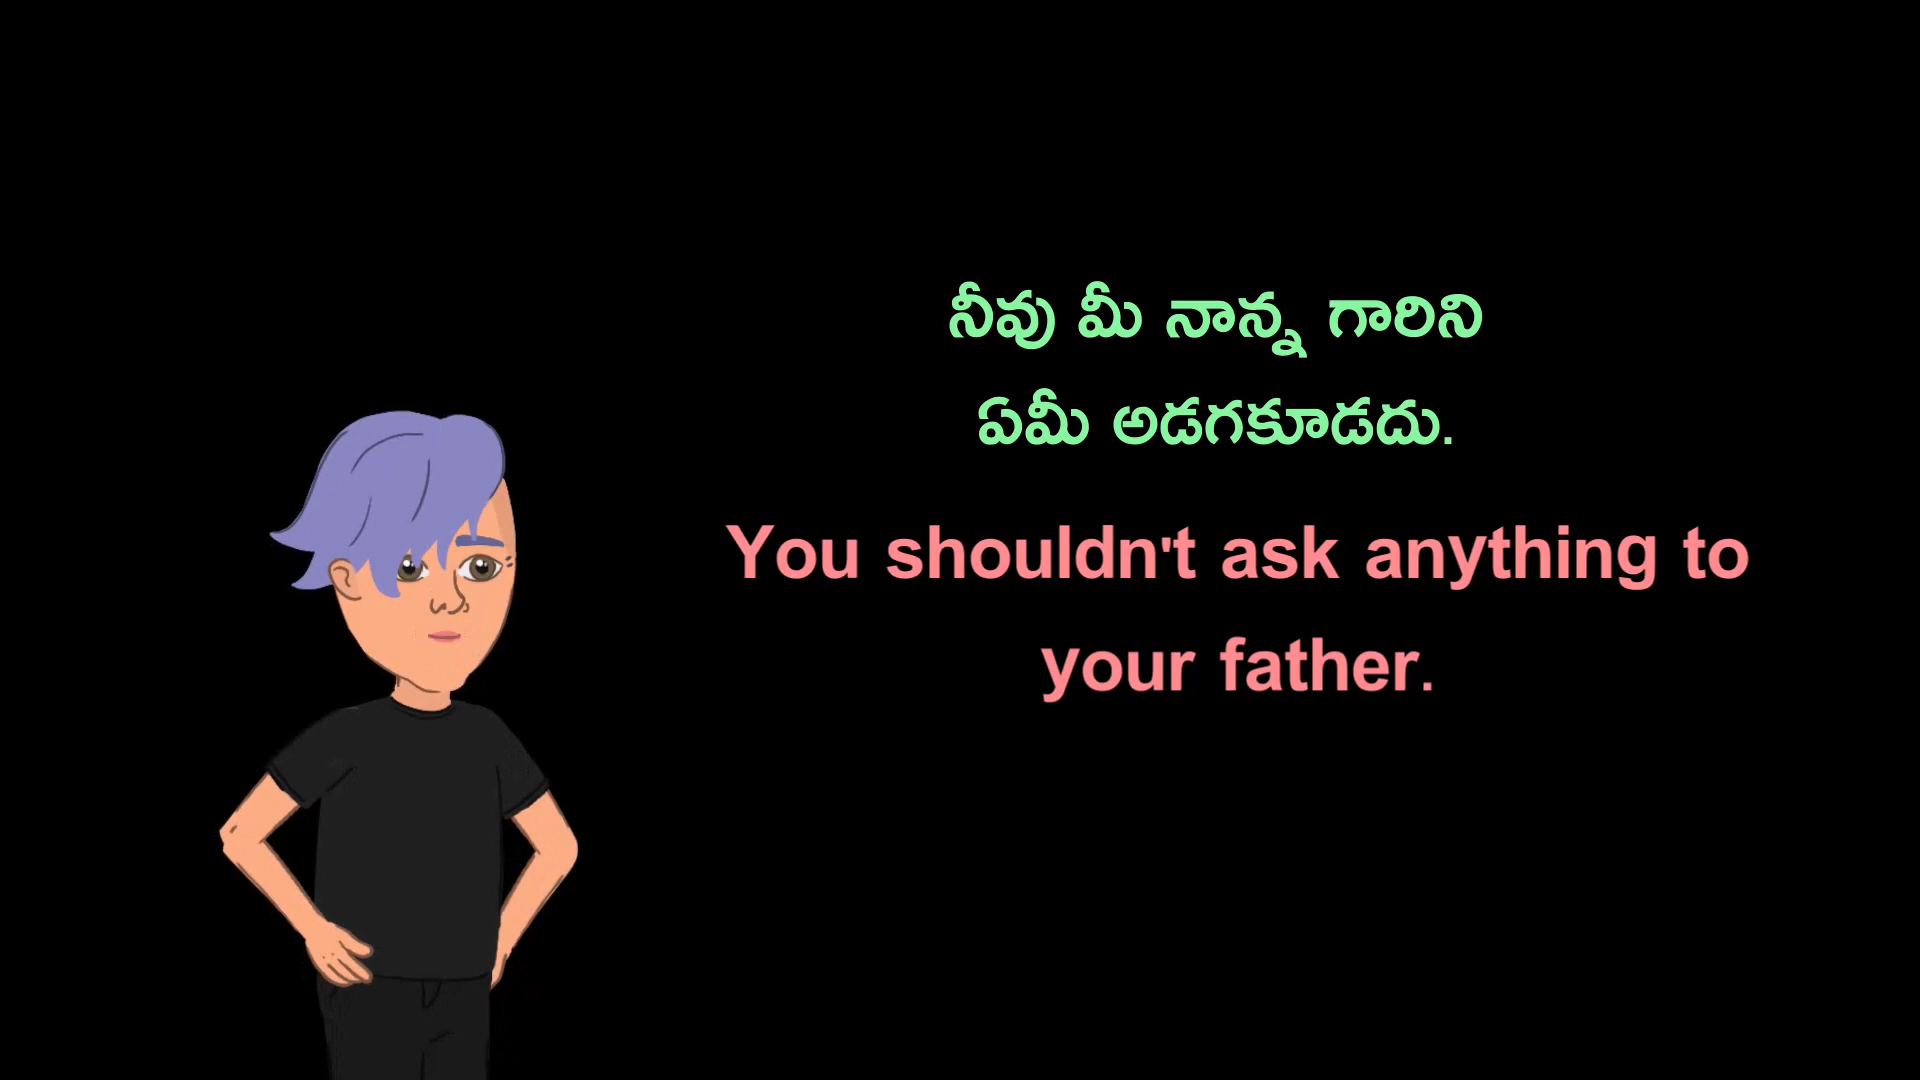 నీవు మీ నాన్న గారిని
ఏమీ అడగకూడదు.
You shouldn't ask anything to
your father.